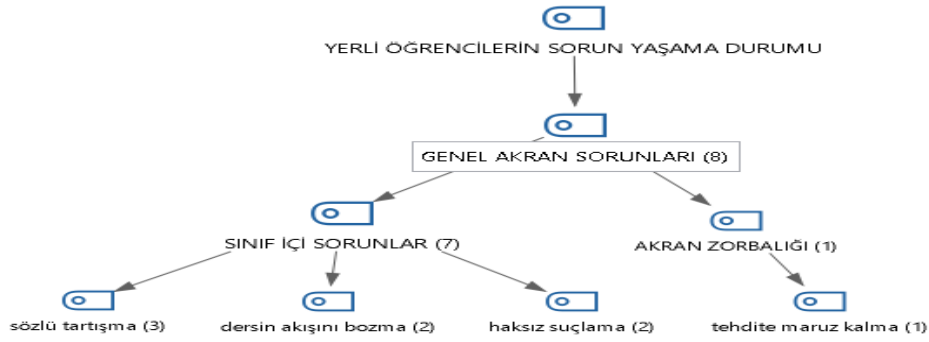 YERLİ ÖĞRENCİLERİN SORUN YAŞAMA DURUMU
GENEL AKRAN SORUNLARI (8)
SINIF İÇİ SORUNLAR (7)
AKRAN ZORBALIĞI (1)
sözlü tartışma (3)
dersin akışını bozma (2)
haksız suçlama (2)
tehdite maruz kalma (1)